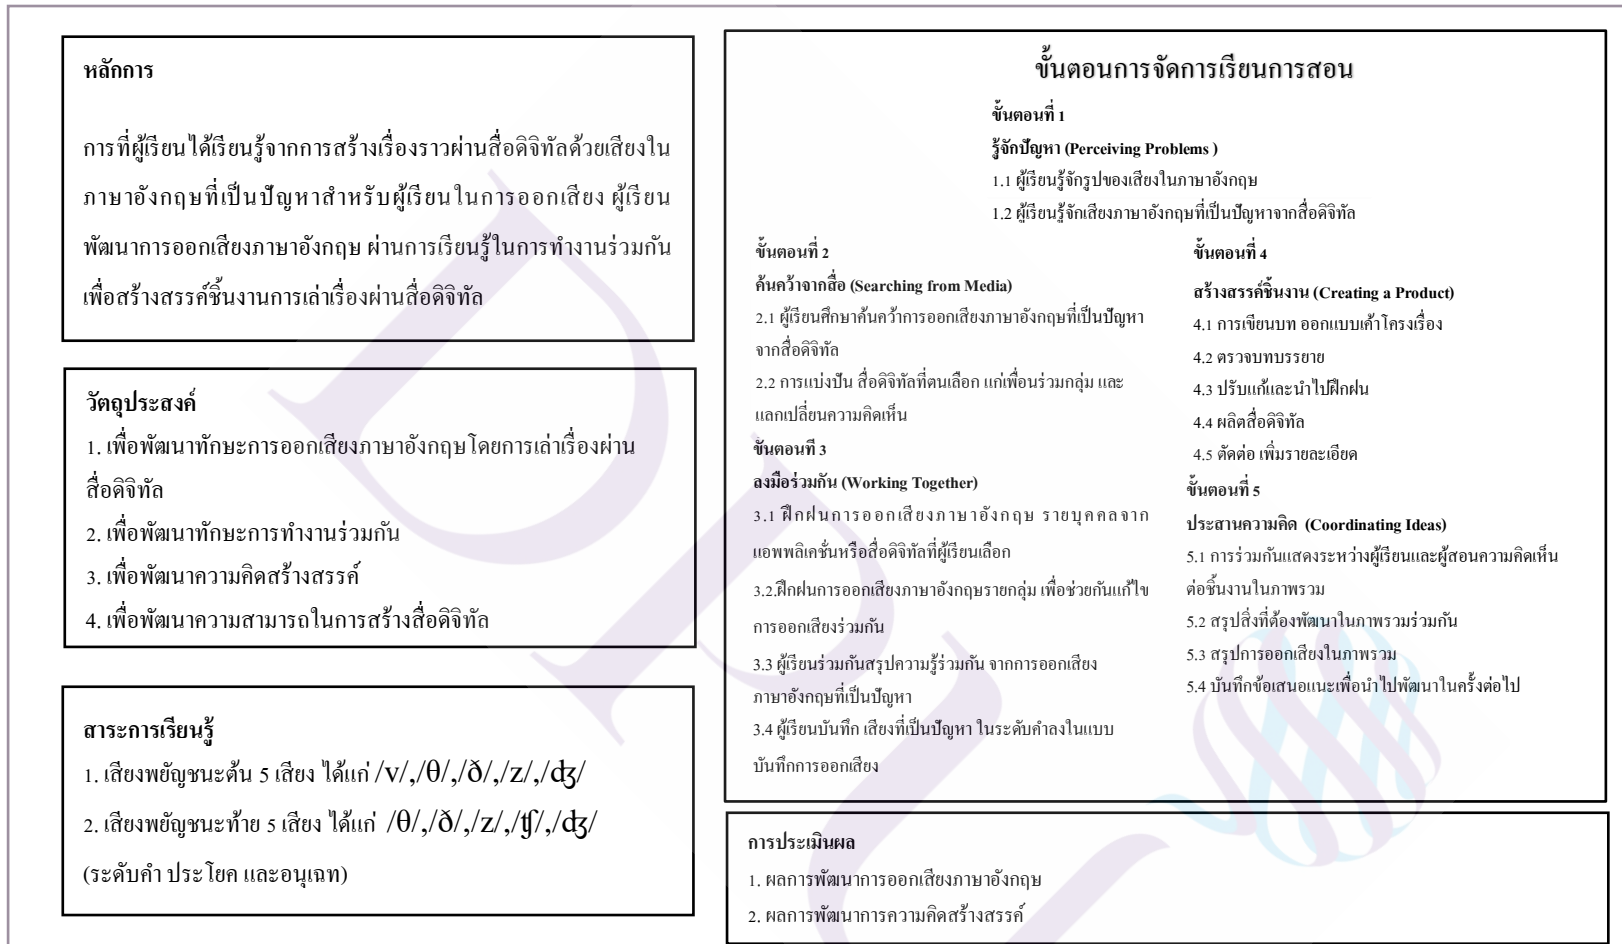 หลักการ
การที่ผู้เรียนได้เรียนรู้จากการสร้างเรื่องราวผ่านสื่อดิจิทัลด้วยเสียงใน
ภาษาอังกฤษที่เป็นปัญหาสำหรับผู้เรียนในการออกเสียง ผู้เรียน
พัฒนาการออกเสียงภาษาอังกฤษ ผ่านการเรียนรู้ในการทำงานร่วมกัน
เพื่อสร้างสรรค์ชิ้นงานการเล่าเรื่องผ่านสื่อดิจิทัล
วัตถุประสงค์
1. เพื่อพัฒนาทักษะการออกเสียงภาษาอังกฤษโดยการเล่าเรื่องผ่าน
สื่อดิจิทัล
2. เพื่อพัฒนาทักษะการทำงานร่วมกัน
3. เพื่อพัฒนาความคิดสร้างสรรค์
4. เพื่อพัฒนาความสามารถในการสร้างสื่อดิจิทัล
สาระการเรียนรู้
1. เสียงพยัญชนะต้น 5 เสียง ได้แก่ /v/,/θ/,/ð/,/z/,/ʤ/
2. เสียงพยัญชนะท้าย 5 เสียง ได้แก่ /θ/,/ð/,/z/,/ʧ/,/ʤ/
(ระดับคำ ประโยค และอนุเฉท)
ขั้นตอนการจัดการเรียนการสอน
ขั้นตอนที่ 1
รู้จักปัญหา (Perceiving Problems )
1.1 ผู้เรียนรู้จักรูปของเสียงในภาษาอังกฤษ
1.2 ผู้เรียนรู้จักเสียงภาษาอังกฤษที่เป็นปัญหาจากสื่อดิจิทัล
ขั้นตอนที่ 2
ค้นคว้าจากสื่อ (Searching from Media)
2.1 ผู้เรียนศึกษาค้นคว้าการออกเสียงภาษาอังกฤษที่เป็นปัญหา
จากสื่อดิจิทัล
2.2 การแบ่งปัน สื่อดิจิทัลที่ตนเลือก แก่เพื่อนร่วมกลุ่ม และ
แลกเปลี่ยนความคิดเห็น
ขั้นตอนที่ 3
ลงมือร่วมกัน (Working Together)
3.1 ฝึกฝนการออกเสียงภาษาอังกฤษ รายบุคคลจาก
แอพพลิเคชั่นหรือสื่อดิจิทัลที่ผู้เรียนเลือก
3.2.ฝึกฝนการออกเสียงภาษาอังกฤษรายกลุ่ม เพื่อช่วยกันแก้ไข
การออกเสียงร่วมกัน
3.3 ผู้เรียนร่วมกันสรุปความรู้ร่วมกัน จากการออกเสียง
ภาษาอังกฤษที่เป็นปัญหา
3.4 ผู้เรียนบันทึก เสียงที่เป็นปัญหา ในระดับคำลงในแบบ
บันทึกการออกเสียง
ขั้นตอนที่ 4
สร้างสรรค์ชิ้นงาน (Creating a Product)
4.1 การเขียนบท ออกแบบเค้าโครงเรื่อง
4.2 ตรวจบทบรรยาย
4.3 ปรับแก้และนำไปฝึกฝน
4.4 ผลิตสื่อดิจิทัล
4.5 ตัดต่อ เพิ่มรายละเอียด
ขั้นตอนที่ 5
ประสานความคิด (Coordinating Ideas)
5.1 การร่วมกันแสดงระหว่างผู้เรียนและผู้สอนความคิดเห็น
ต่อชิ้นงานในภาพรวม
5.2 สรุปสิ่งที่ต้องพัฒนาในภาพรวมร่วมกัน
5.3 สรุปการออกเสียงในภาพรวม
5.4 บันทึกข้อเสนอแนะเพื่อนำไปพัฒนาในครั้งต่อไป
การประเมินผล
1. ผลการพัฒนาการออกเสียงภาษาอังกฤษ
2. ผลการพัฒนาการความคิดสร้างสรรค์
DPU